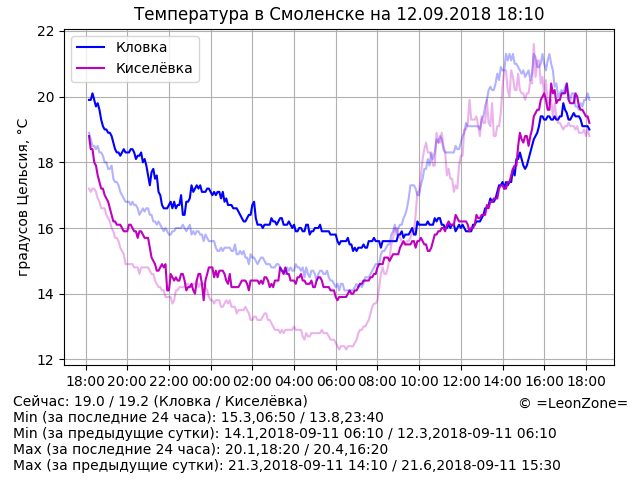 Температура в Смоленске на 12.09.2018 18:10
Кловка
Киселёвка
градусов Цельсия, °C
22
20
18
16
14
12
18:00 20:00 22:00 00:00 02:00 04:00 06:00 08:00 10:00 12:00 14:00 16:00 18:00
Сейчас: 19.0 / 19.2 (Кловка / Киселёвка)
© =LeonZone=
Min (за последние 24 часа): 15.3,06:50 / 13.8,23:40
Min (за предыдущие сутки): 14.1,2018-09-11 06:10 / 12.3,2018-09-11 06:10
Max (за последние 24 часа): 20.1,18:20 / 20.4,16:20
Max (за предыдущие сутки): 21.3,2018-09-11 14:10 / 21.6,2018-09-11 15:30